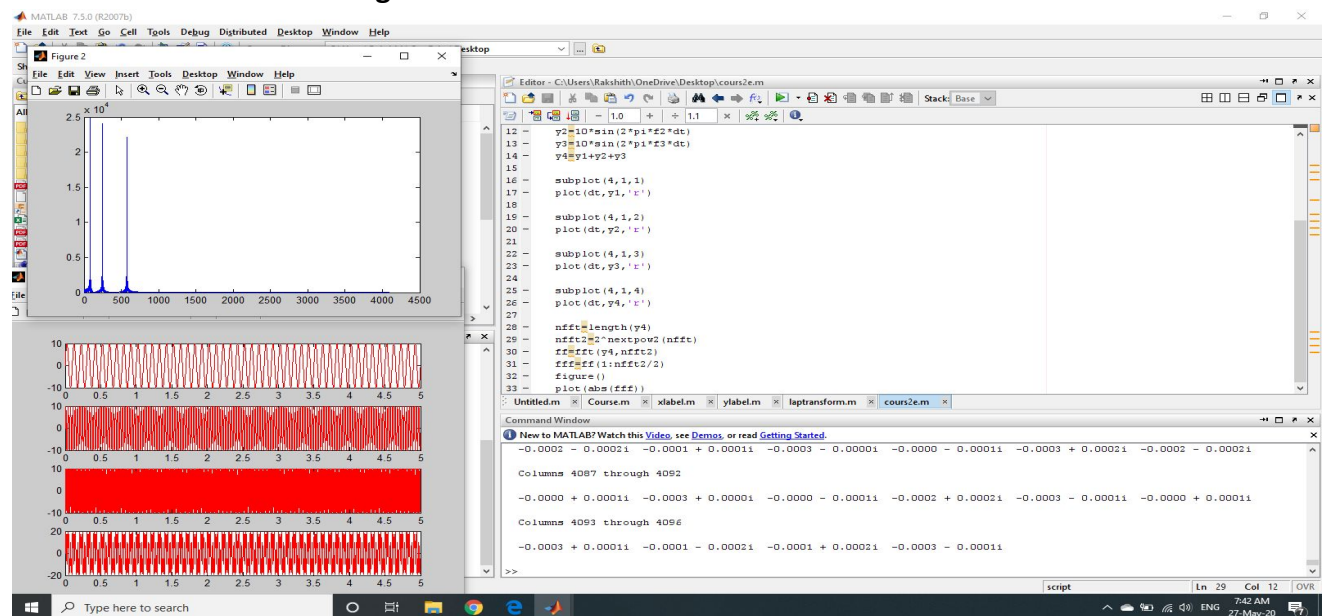 MATLAB 7.5.0 (R2007b)
File Edit Text Go Cell Tools Debug Distributed Desktop Window Help
esktop
Figure 2
File Edit View Insert Tools Desktop Window Help
x 10^4
2.5
2
1.5
1
0.5
0
0 500 1000 1500 2000 2500 3000 3500 4000 4500
10
0
-10
0 0.5 1 1.5 2 2.5 3 3.5 4 4.5 5
10
0
-10
0 0.5 1 1.5 2 2.5 3 3.5 4 4.5 5
10
0
-10
0 0.5 1 1.5 2 2.5 3 3.5 4 4.5 5
20
0
-20
0 0.5 1 1.5 2 2.5 3 3.5 4 4.5 5
Editor - C:\Users\Rakshith\OneDrive\Desktop\cours2e.m
Stack: Base
- 1.0 + ÷ 1.1 ×
12 - y2=10*sin(2*pi*f2*dt)
13 - y3=10*sin(2*pi*f3*dt)
14 - y4=y1+y2+y3
15
16 - subplot(4,1,1)
17 - plot(dt,y1,'r')
18
19 - subplot(4,1,2)
20 - plot(dt,y2,'r')
21
22 - subplot(4,1,3)
23 - plot(dt,y3,'r')
24
25 - subplot(4,1,4)
26 - plot(dt,y4,'r')
27
28 - nfft=length(y4)
29 - nfft2=2^nextpow2(nfft)
30 - ff=fft(y4,nfft2)
31 - fff=ff(1:nfft2/2)
32 - figure()
33 - plot(abs(fff))
Untitled.m × Course.m × xlabel.m × ylabel.m × laptransform.m × cours2e.m ×
Command Window
New to MATLAB? Watch this Video, see Demos, or read Getting Started.
-0.0002 - 0.0002i -0.0001 + 0.0001i -0.0003 - 0.0001i -0.0000 - 0.0001i -0.0003 + 0.0001i -0.0002 - 0.0002i
Columns 4087 through 4092
-0.0000 + 0.0001i -0.0003 + 0.0000i -0.0000 - 0.0001i -0.0002 + 0.0002i -0.0003 - 0.0001i -0.0000 + 0.0001i
Columns 4093 through 4096
-0.0003 + 0.0001i -0.0001 - 0.0002i -0.0001 + 0.0002i -0.0003 - 0.0001i
>>
script Ln 29 Col 12 OVR
Type here to search
ENG
7:42 AM
27-May-20